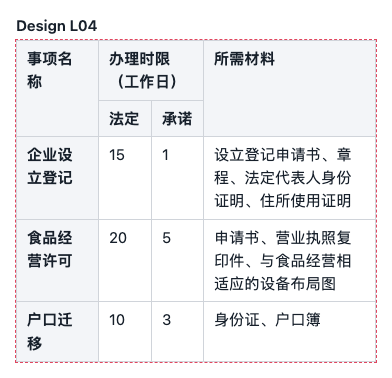 Design L04
事项名
称
办理时限
（工作日）
所需材料
法定
承诺
企业设
立登记
15
1
设立登记申请书、章
程、法定代表人身份
证明、住所使用证明
食品经
营许可
20
5
申请书、营业执照复
印件、与食品经营相
适应的设备布局图
户口迁
移
10
3
身份证、户口簿